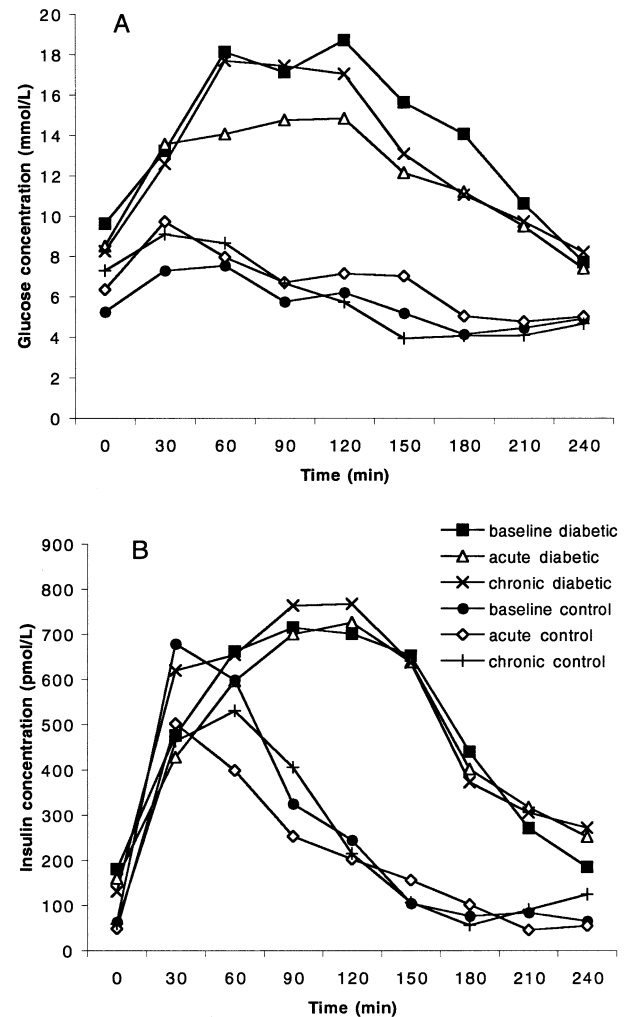 A
Glucose concentration (mmol/L)
20
18
16
14
12
10
8
6
4
2
0
0 30 60 90 120 150 180 210 240
Time (min)
B
Insulin concentration (pmol/L)
900
800
700
600
500
400
300
200
100
0
0 30 60 90 120 150 180 210 240
Time (min)
baseline diabetic
acute diabetic
chronic diabetic
baseline control
acute control
chronic control